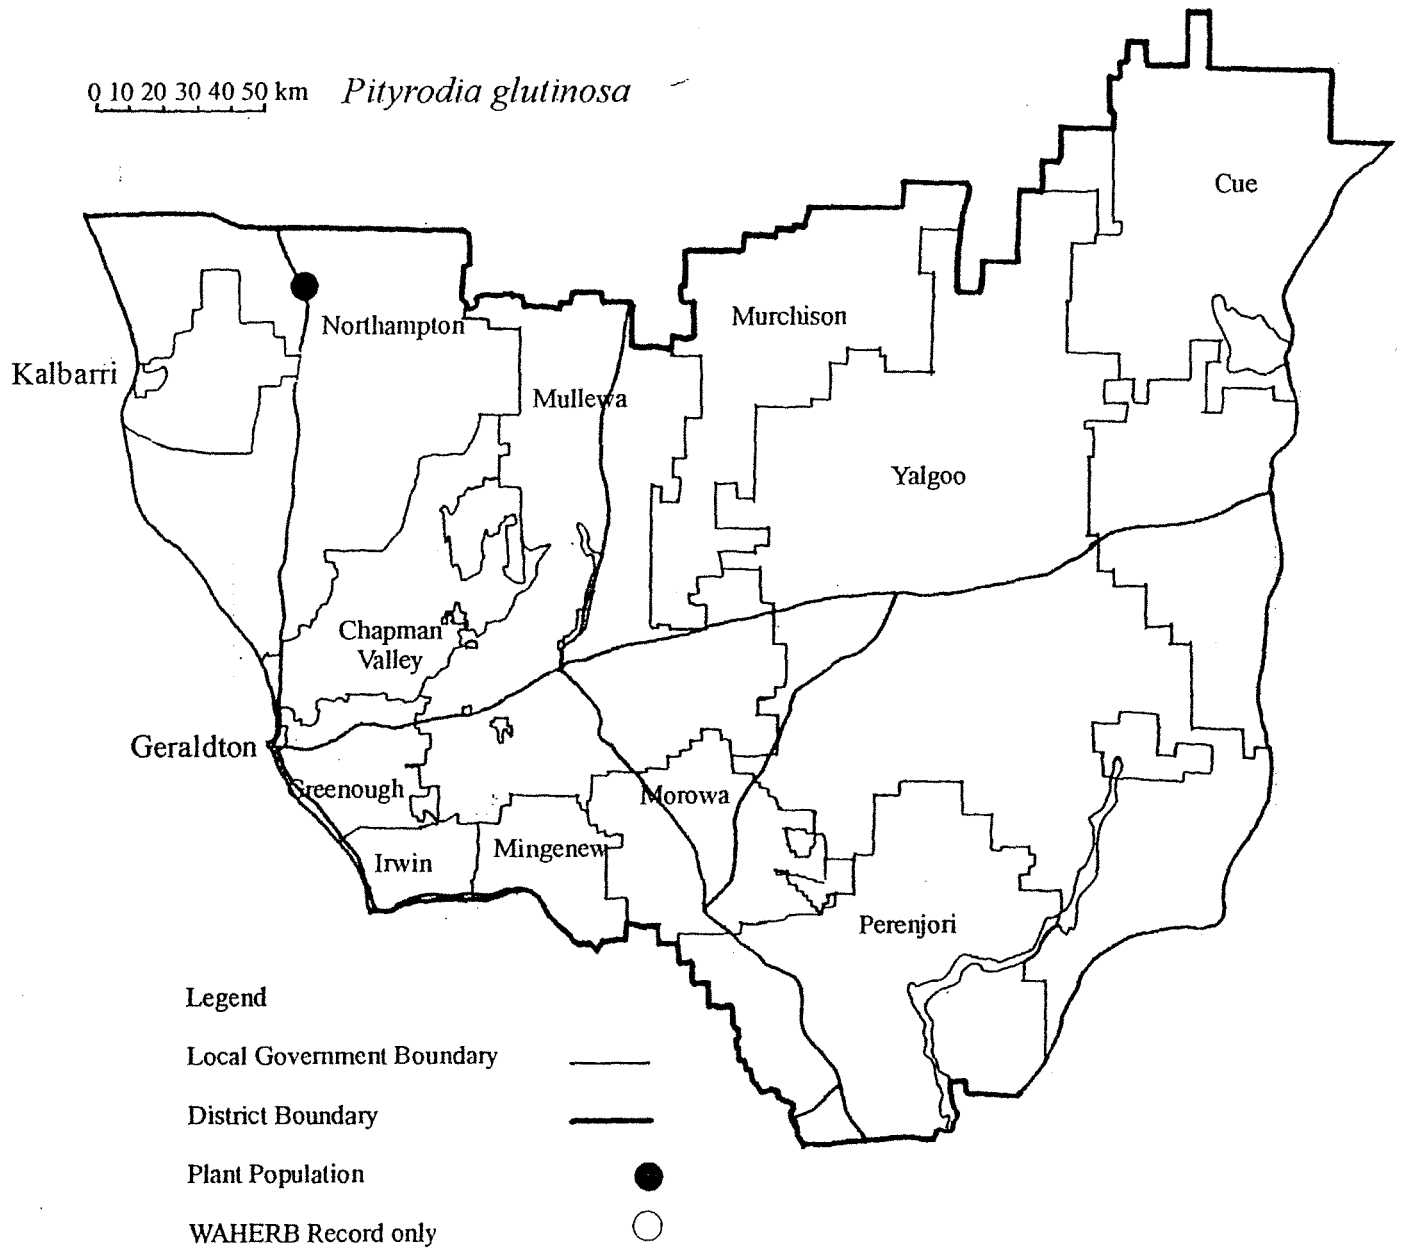 0 10 20 30 40 50 km
Pityrodia glutinosa
Cue
Murchison
Northampton
Kalbarri
Mullewa
Yalgoo
Chapman
Valley
Geraldton
Greenough
Morowa
Mingenew
Irwin
Perenjori
Legend
Local Government Boundary
District Boundary
Plant Population
WAHERB Record only